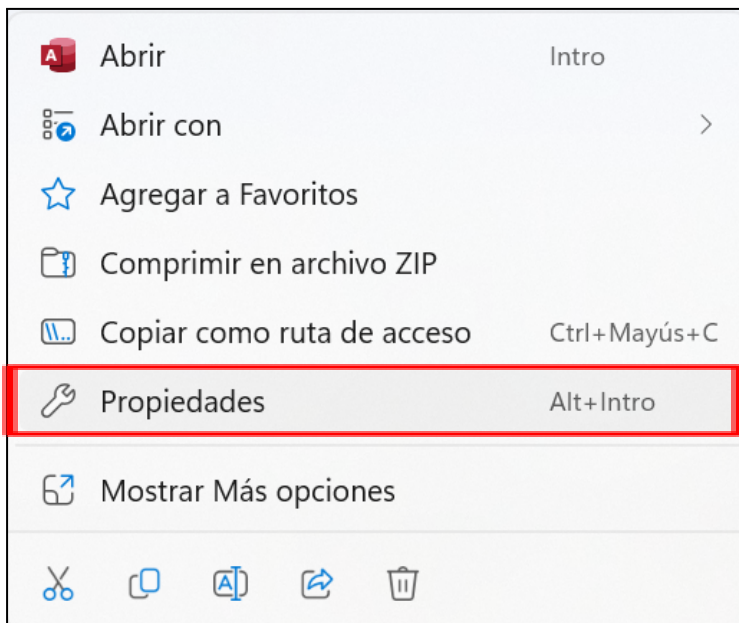 Abrir Intro
Abrir con
Agregar a Favoritos
Comprimir en archivo ZIP
Copiar como ruta de acceso Ctrl+Mayús+C
Propiedades Alt+Intro
Mostrar Más opciones